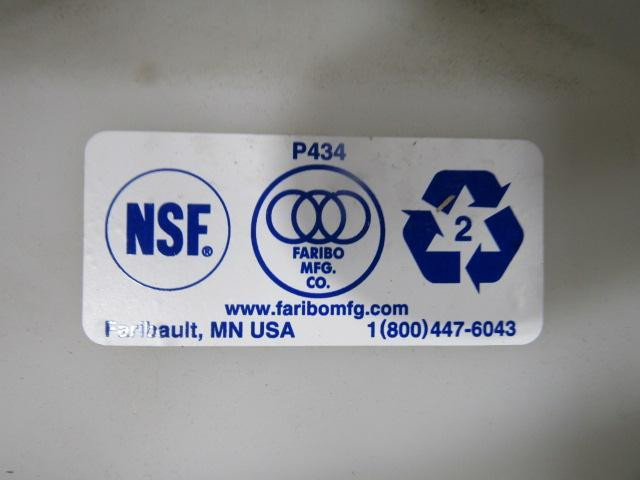 P434
NSF®
FARIBO
MFG.
CO.
2
www.faribomfg.com
Faribault, MN USA
1(800)447-6043